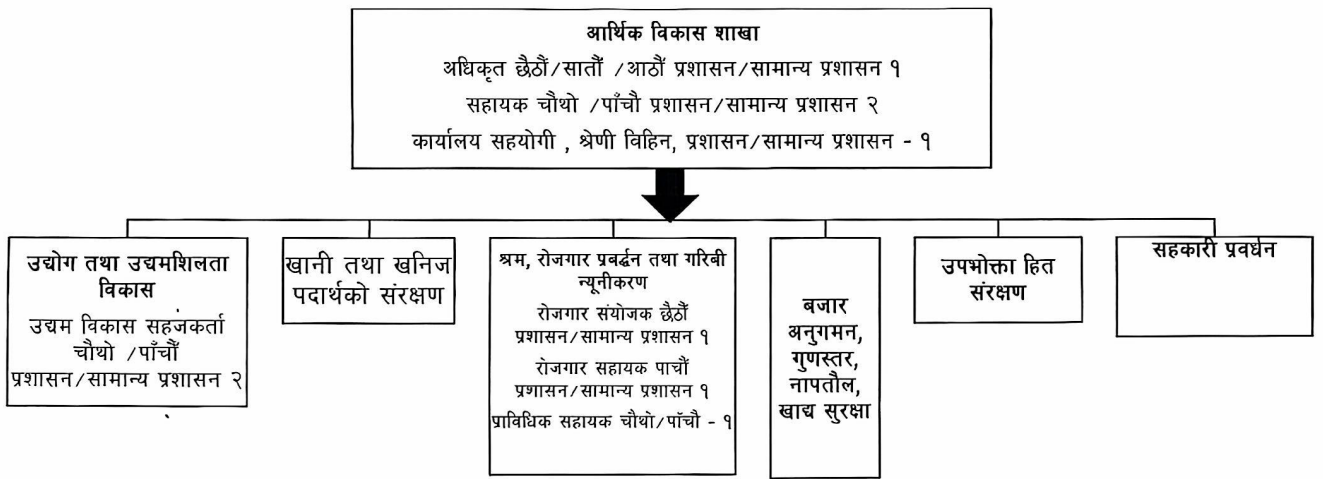 आर्थिक विकास शाखा
अधिकृत छैठौं/सातौं /आठौं प्रशासन/सामान्य प्रशासन १
सहायक चौथो /पाँचौ प्रशासन/सामान्य प्रशासन २
कार्यालय सहयोगी , श्रेणी विहिन, प्रशासन/सामान्य प्रशासन - १
उद्योग तथा उद्यमशिलता
विकास
उद्यम विकास सहजकर्ता
चौथो /पाँचौं
प्रशासन/सामान्य प्रशासन २
खानी तथा खनिज
पदार्थको संरक्षण
श्रम, रोजगार प्रबर्द्धन तथा गरिबी
न्यूनीकरण
रोजगार संयोजक छैठौं
प्रशासन/सामान्य प्रशासन १
रोजगार सहायक पाचौं
प्रशासन/सामान्य प्रशासन १
प्राविधिक सहायक चौथो/पाँचौ - १
बजार
अनुगमन,
गुणस्तर,
नापतौल,
खाद्य सुरक्षा
उपभोक्ता हित
संरक्षण
सहकारी प्रवर्धन